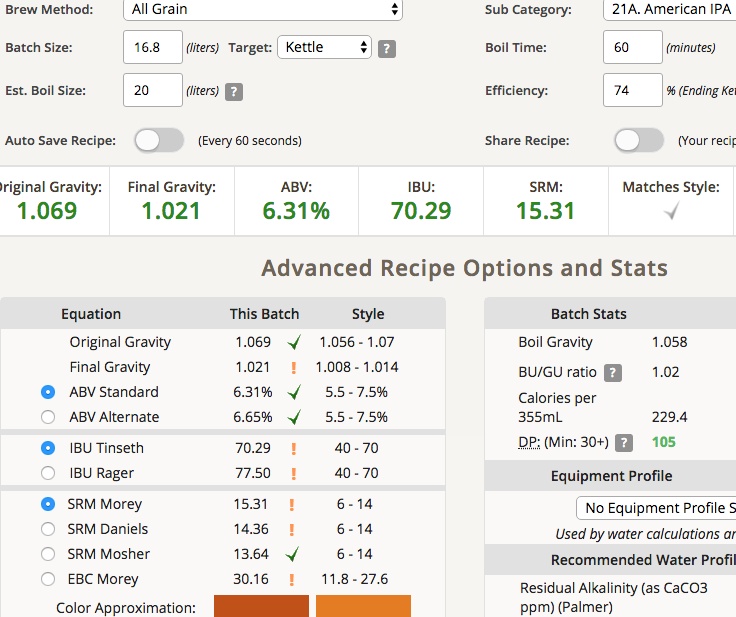 Brew Method: All Grain Sub Category: 21A. American IPA
Batch Size: 16.8 (liters) Target: Kettle ? Boil Time: 60 (minutes)
Est. Boil Size: 20 (liters) ? Efficiency: 74 % (Ending Ket
Auto Save Recipe: (Every 60 seconds) Share Recipe: (Your recip
Original Gravity: Final Gravity: ABV: IBU: SRM: Matches Style:
1.069 1.021 6.31% 70.29 15.31
Advanced Recipe Options and Stats
Equation This Batch Style
Original Gravity 1.069 1.056 - 1.07
Final Gravity 1.021 ! 1.008 - 1.014
ABV Standard 6.31% 5.5 - 7.5%
ABV Alternate 6.65% 5.5 - 7.5%
IBU Tinseth 70.29 ! 40 - 70
IBU Rager 77.50 ! 40 - 70
SRM Morey 15.31 ! 6 - 14
SRM Daniels 14.36 ! 6 - 14
SRM Mosher 13.64 6 - 14
EBC Morey 30.16 ! 11.8 - 27.6
Color Approximation:
Batch Stats
Boil Gravity 1.058
BU/GU ratio ? 1.02
Calories per
355mL 229.4
DP: (Min: 30+) ? 105
Equipment Profile
No Equipment Profile S
Used by water calculations an
Recommended Water Profil
Residual Alkalinity (as CaCO3
ppm) (Palmer)